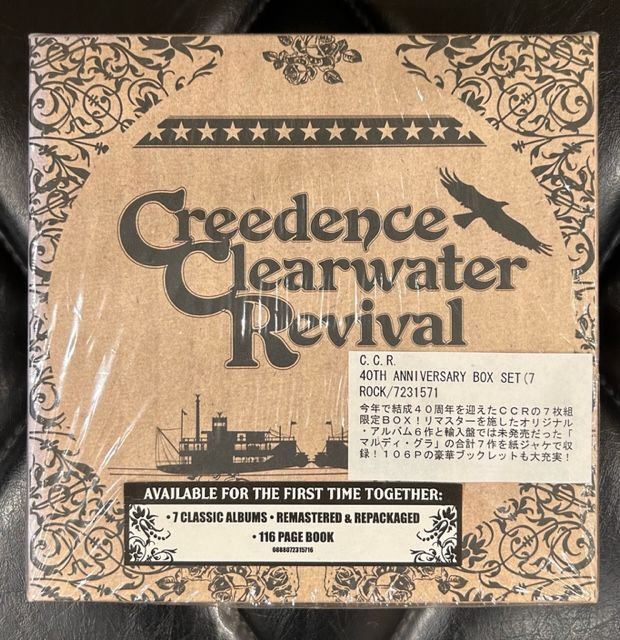 Creedence
Clearwater
Revival
C.C.R.
40TH ANNIVERSARY BOX SET(7
ROCK/7231571
今年で結成40周年を迎えたCCRの7枚組
限定BOX!リマスターを施したオリジナル
・アルバム6作と輸入盤では未発売だった「
マルディ・グラ」の合計7作を紙ジャケで収
録!106Pの豪華ブックレットも大充実!
AVAILABLE FOR THE FIRST TIME TOGETHER:
• 7 CLASSIC ALBUMS • REMASTERED & REPACKAGED
• 116 PAGE BOOK
0888072315716